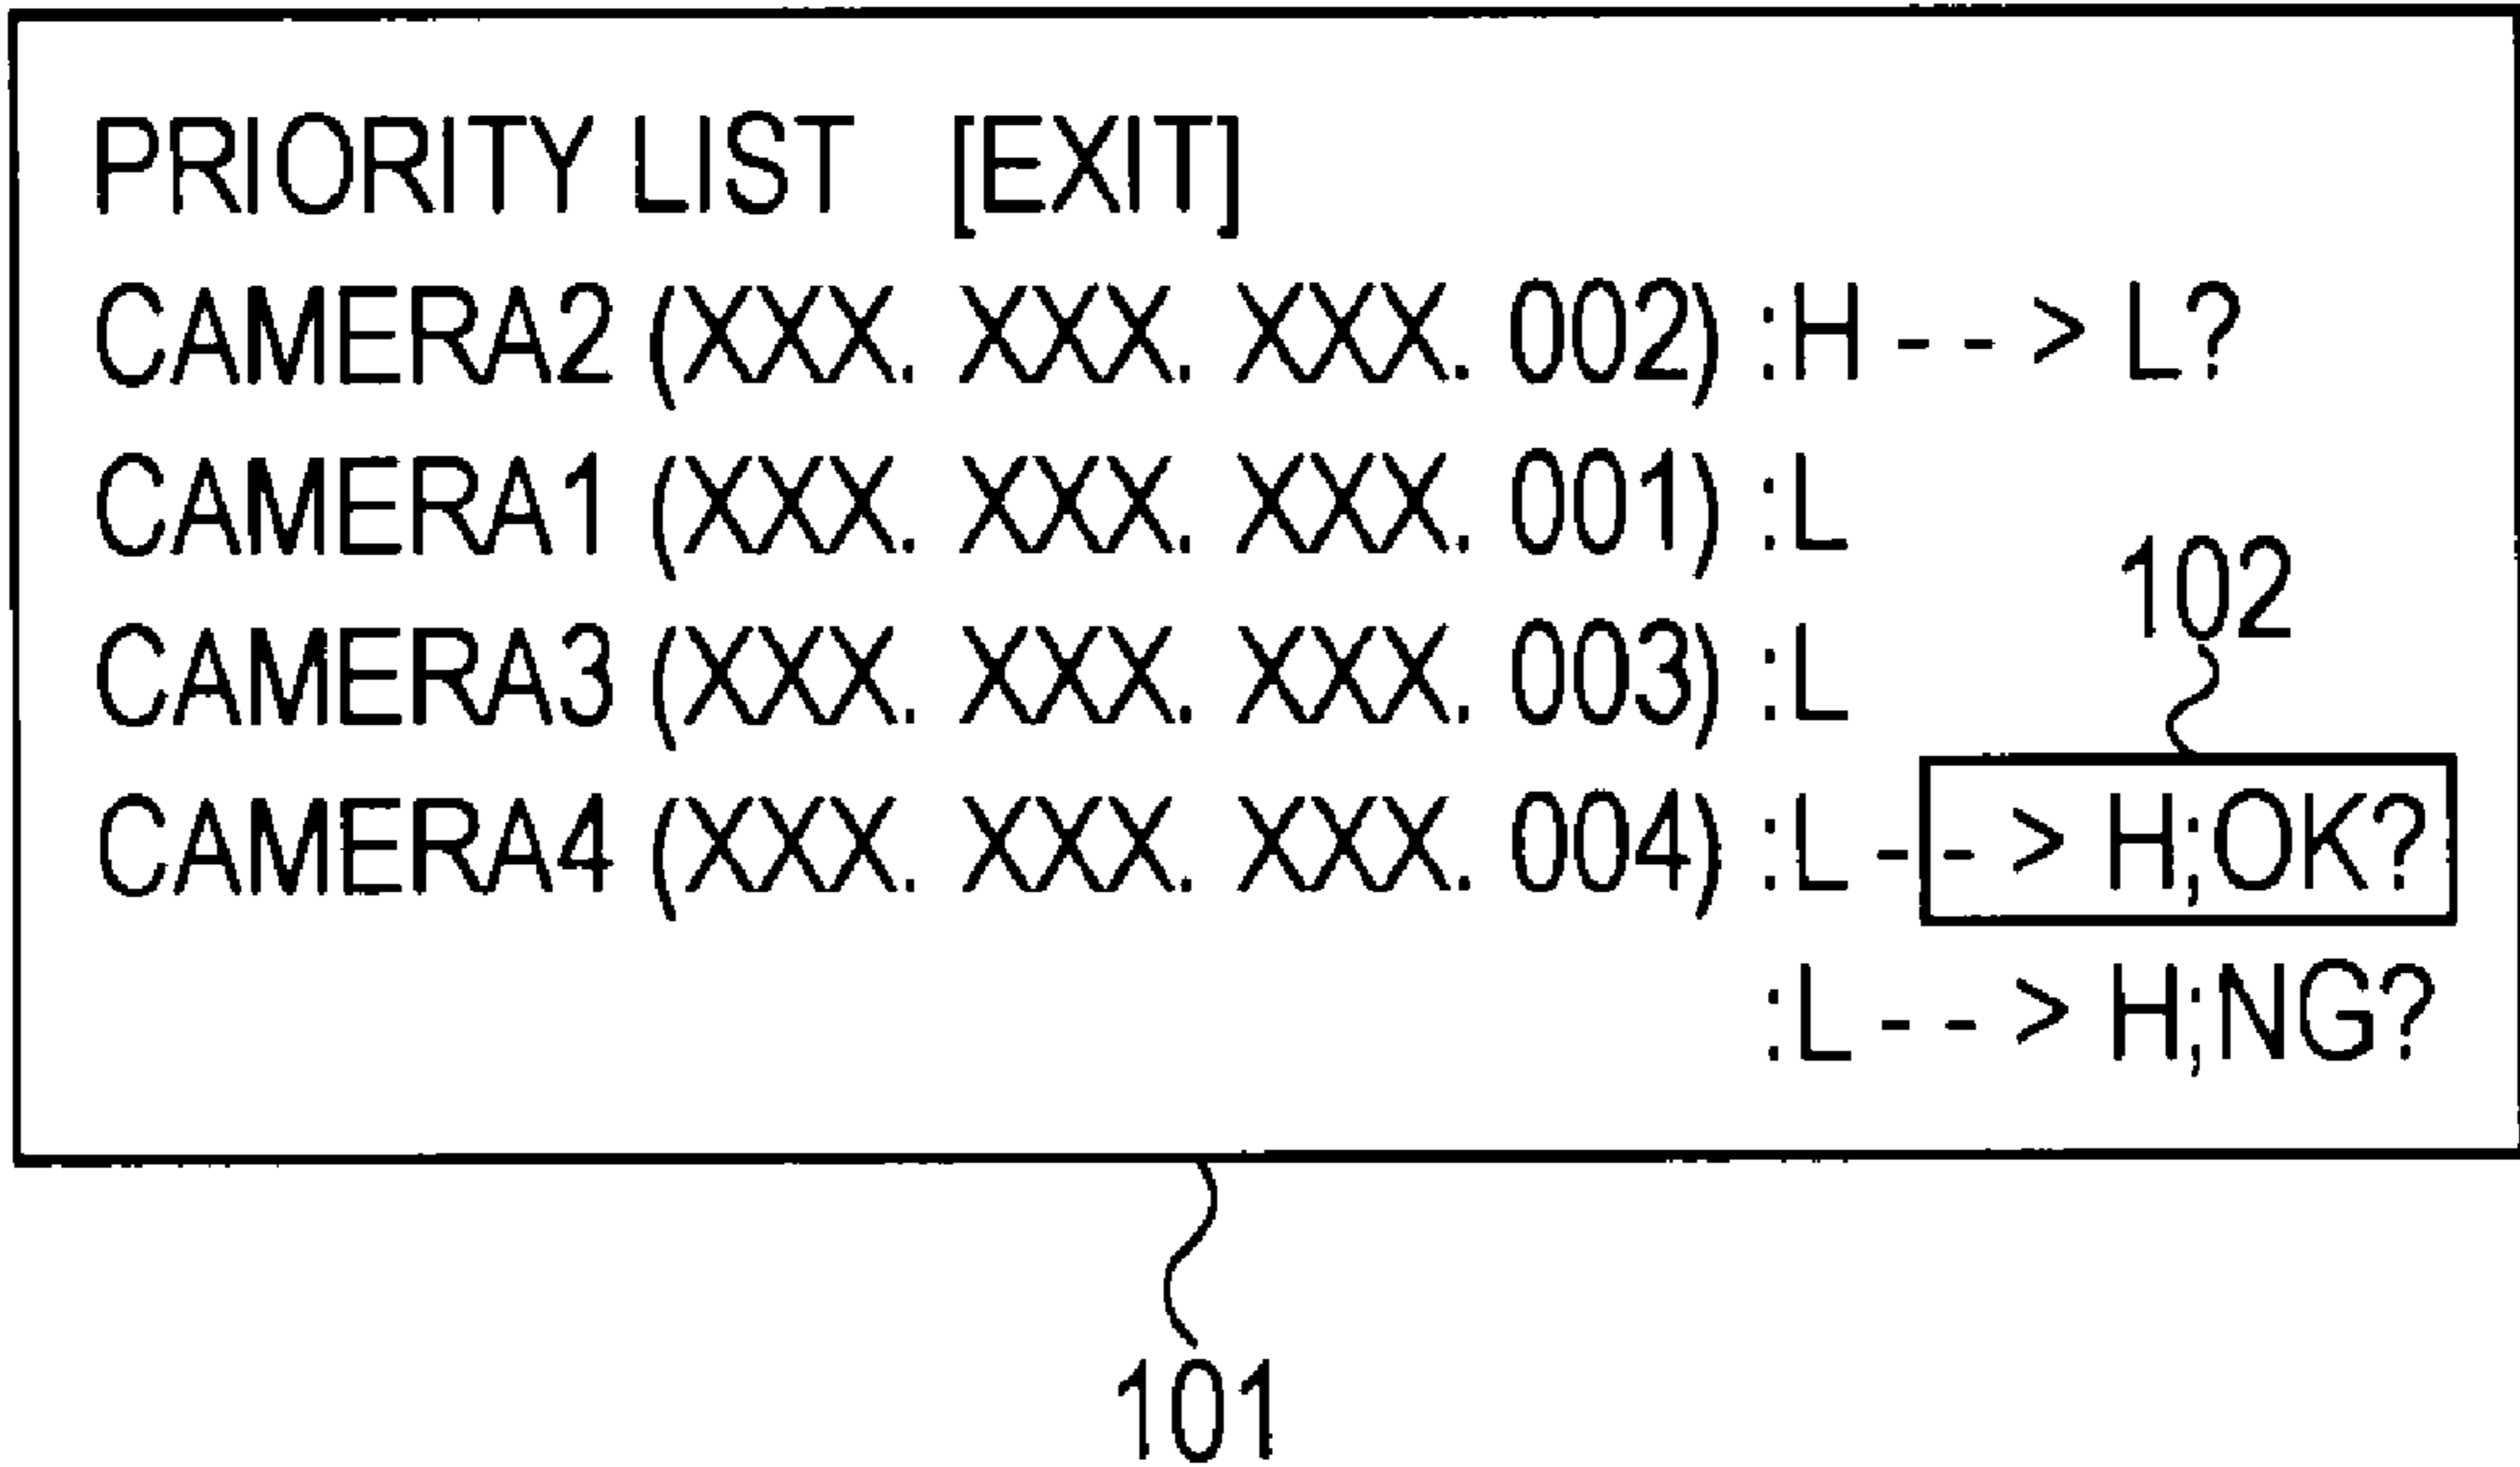 PRIORITY LIST [EXIT]
CAMERA2 (XXX. XXX. XXX. 002) :H - - > L?
CAMERA1 (XXX. XXX. XXX. 001) :L
102
CAMERA3 (XXX. XXX. XXX. 003) :L
CAMERA4 (XXX. XXX. XXX. 004) :L - - > H;OK?
:L - - > H;NG?
101